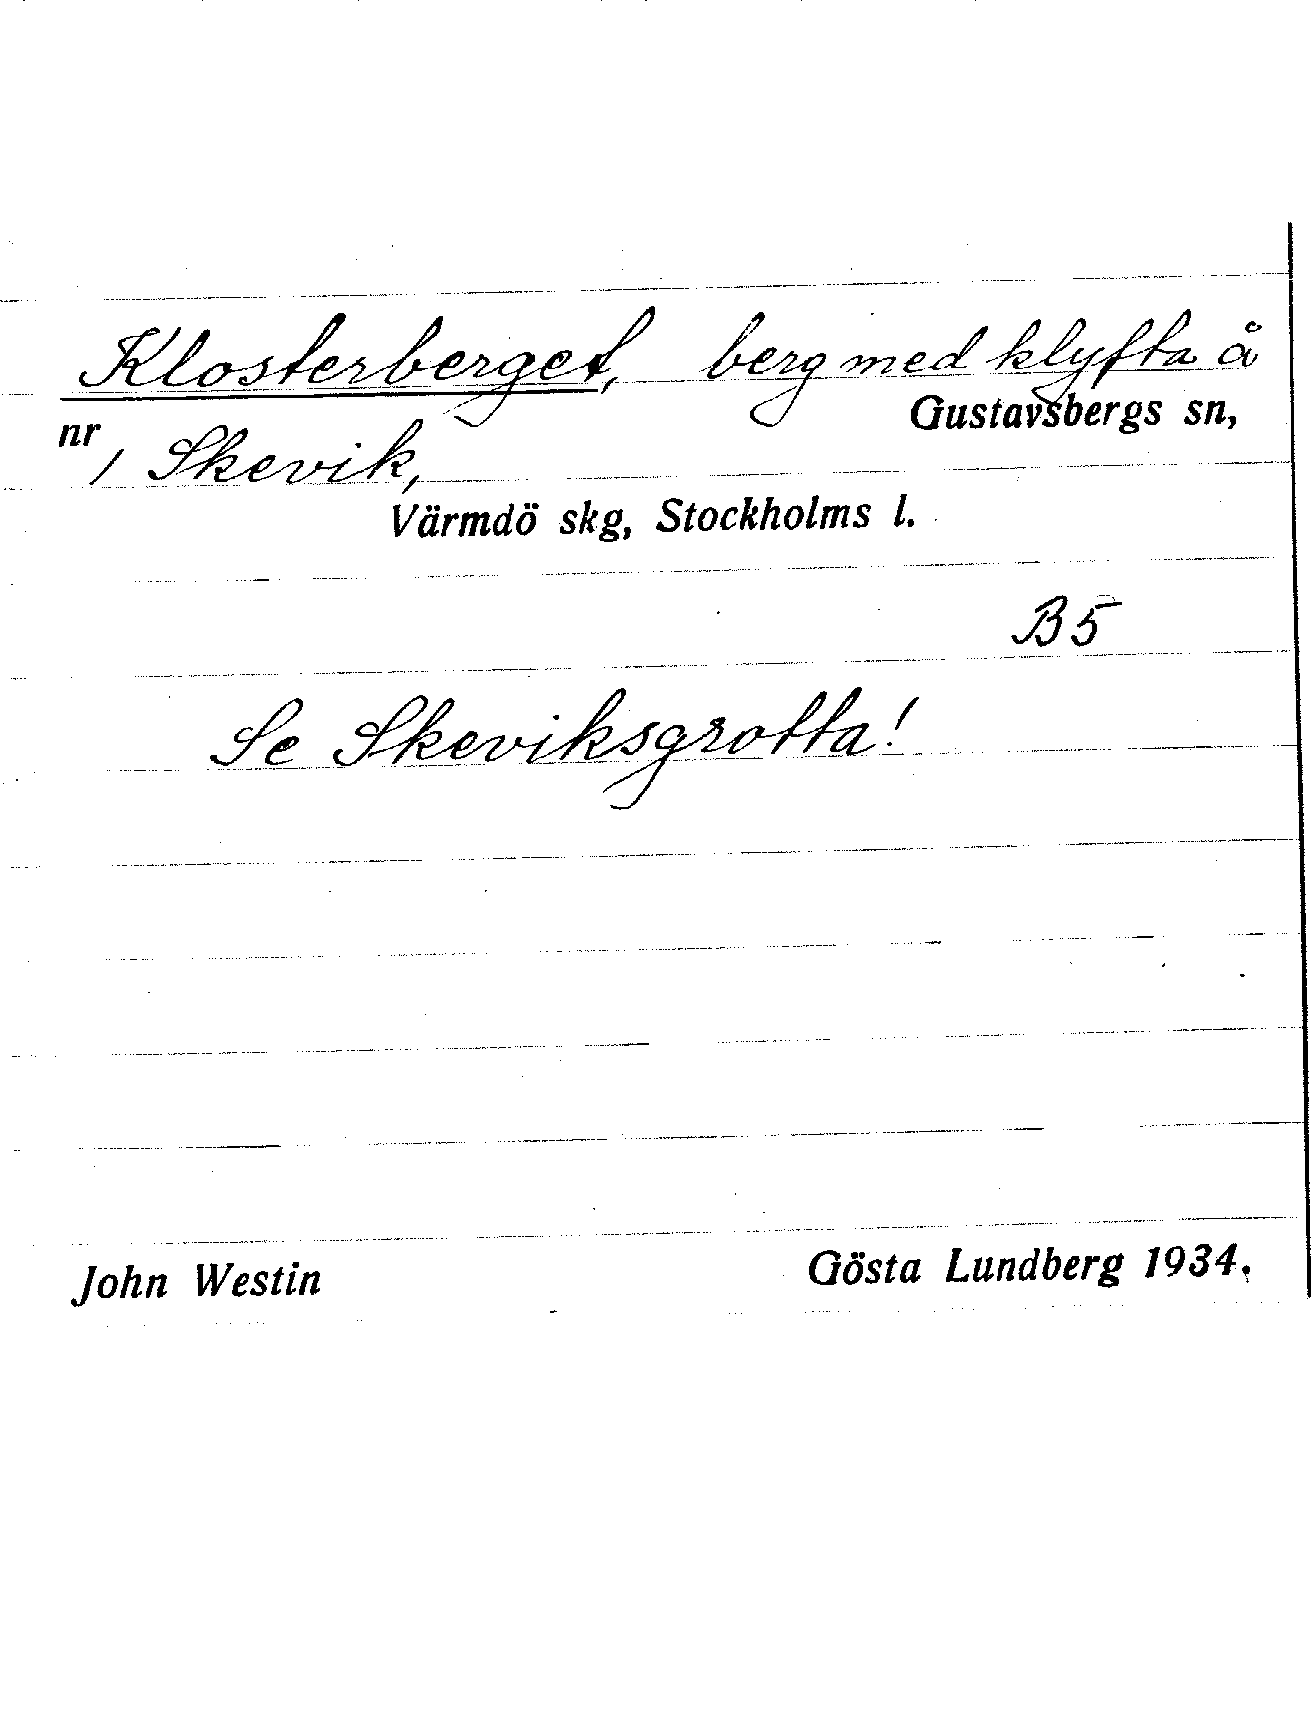 Klosterberget, berg med klyfta å
Gustavsbergs sn,
nr 1 Skevik,
Värmdö skg, Stockholms l.
B5
Se Skeviksgrotta!
John Westin Gösta Lundberg 1934.